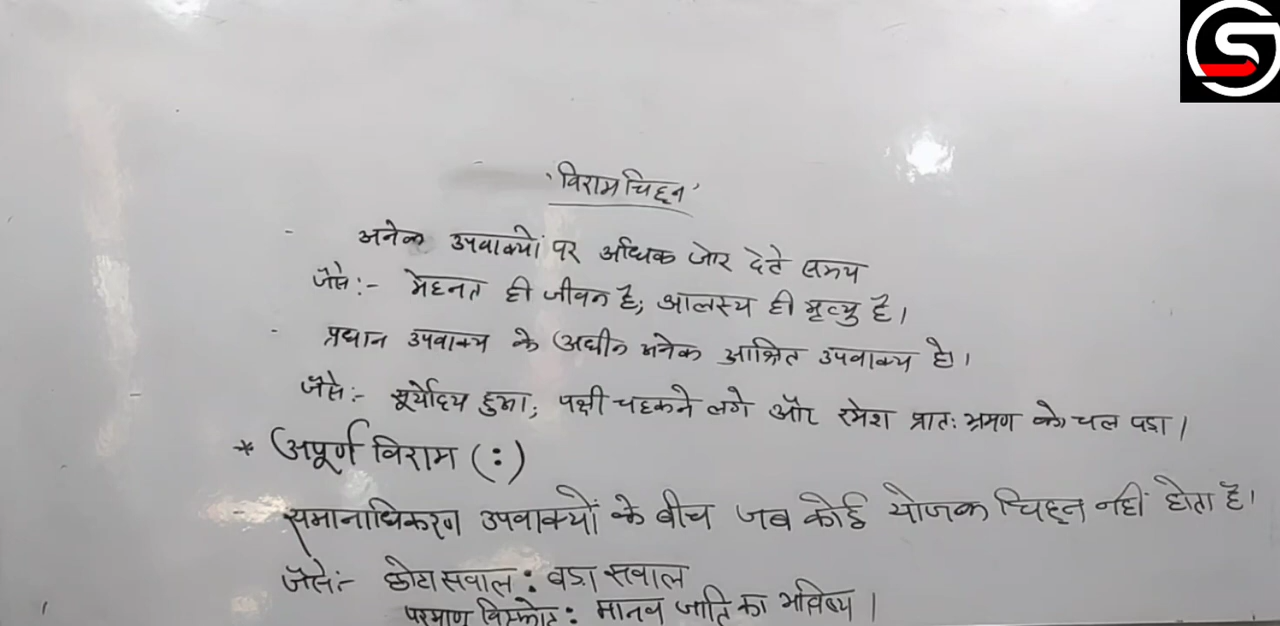 'विराम चिह्न'
- अनेक उपवाक्यों पर अधिक जोर देते समय
जैसे:- मेहनत ही जीवन है; आलस्य ही मृत्यु है।
- प्रधान उपवाक्य के अधीन अनेक आश्रित उपवाक्य हो।
जैसे:- सूर्योदय हुआ; पक्षी चहकने लगे और रमेश प्रातः भ्रमण को चल पड़ा।
* अपूर्ण विराम (:)
- समानाधिकरण उपवाक्यों के बीच जब कोई योजक चिह्न नहीं होता है।
जैसे:- छोटा सवाल : बड़ा सवाल
परमाणु विस्फोट : मानव जाति का भविष्य।